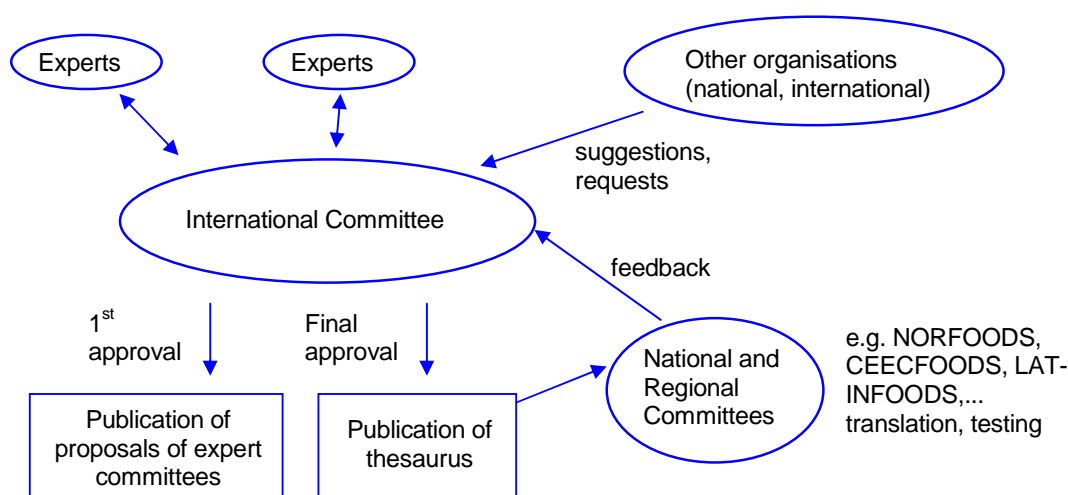 Experts
Experts
Other organisations
(national, international)
suggestions,
requests
International Committee
feedback
1st
approval
Final
approval
National and
Regional
Committees
e.g. NORFOODS,
CEECFOODS, LAT-
INFOODS,...
translation, testing
Publication of
proposals of expert
committees
Publication of
thesaurus